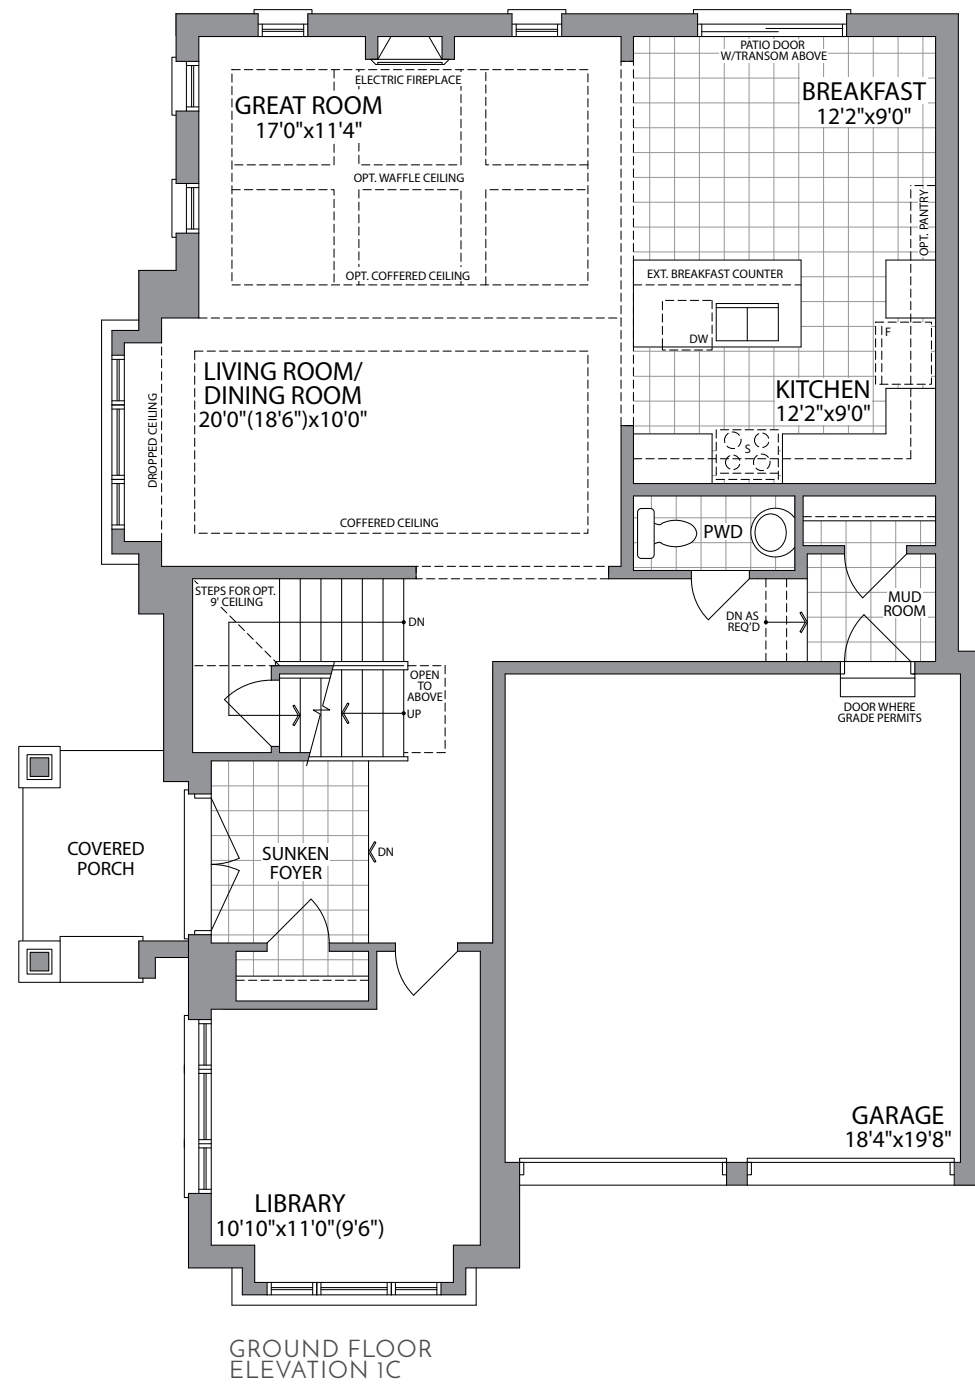 PATIO DOOR
W/TRANSOM ABOVE
ELECTRIC FIREPLACE
GREAT ROOM
17'0"x11'4"
BREAKFAST
12'2"x9'0"
OPT. WAFFLE CEILING
OPT. PANTRY
OPT. COFFERED CEILING
EXT. BREAKFAST COUNTER
DW
F
LIVING ROOM/
DINING ROOM
20'0"(18'6")x10'0"
KITCHEN
12'2"x9'0"
DROPPED CEILING
S
COFFERED CEILING
PWD
STEPS FOR OPT.
9' CEILING
DN
MUD
ROOM
DN AS
REQ'D
OPEN
TO
ABOVE
UP
DOOR WHERE
GRADE PERMITS
COVERED
PORCH
SUNKEN
FOYER
DN
GARAGE
18'4"x19'8"
LIBRARY
10'10"x11'0"(9'6")
GROUND FLOOR
ELEVATION 1C